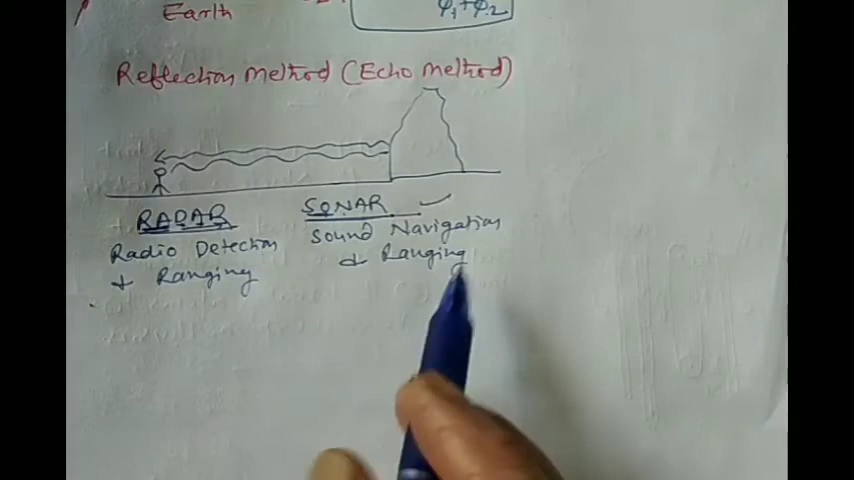 Earth
φ1+φ2
Reflection method (Echo method)
RADAR
Radio Detection
+ Ranging
SONAR
Sound Navigation
& Ranging